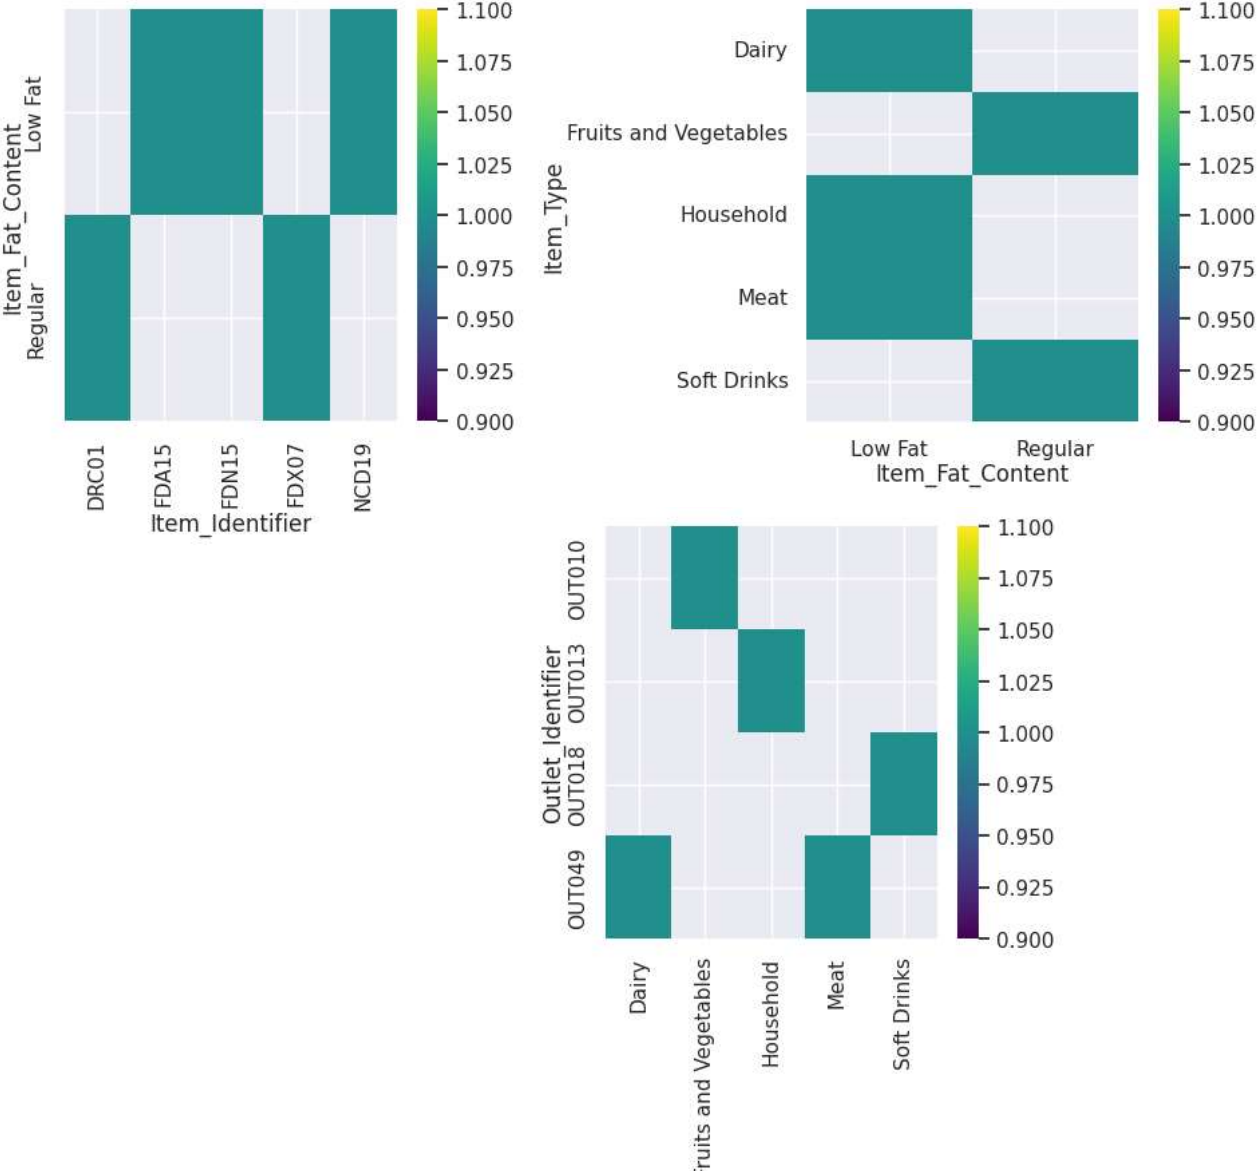 Item_Fat_Content
Low Fat
Regular
DRC01
FDA15
FDN15
FDX07
NCD19
Item_Identifier
1.100
1.075
1.050
1.025
1.000
0.975
0.950
0.925
0.900
Item_Type
Dairy
Fruits and Vegetables
Household
Meat
Soft Drinks
Low Fat
Regular
Item_Fat_Content
1.100
1.075
1.050
1.025
1.000
0.975
0.950
0.925
0.900
Outlet_Identifier
OUT010
OUT013
OUT018
OUT049
Dairy
Fruits and Vegetables
Household
Meat
Soft Drinks
1.100
1.075
1.050
1.025
1.000
0.975
0.950
0.925
0.900